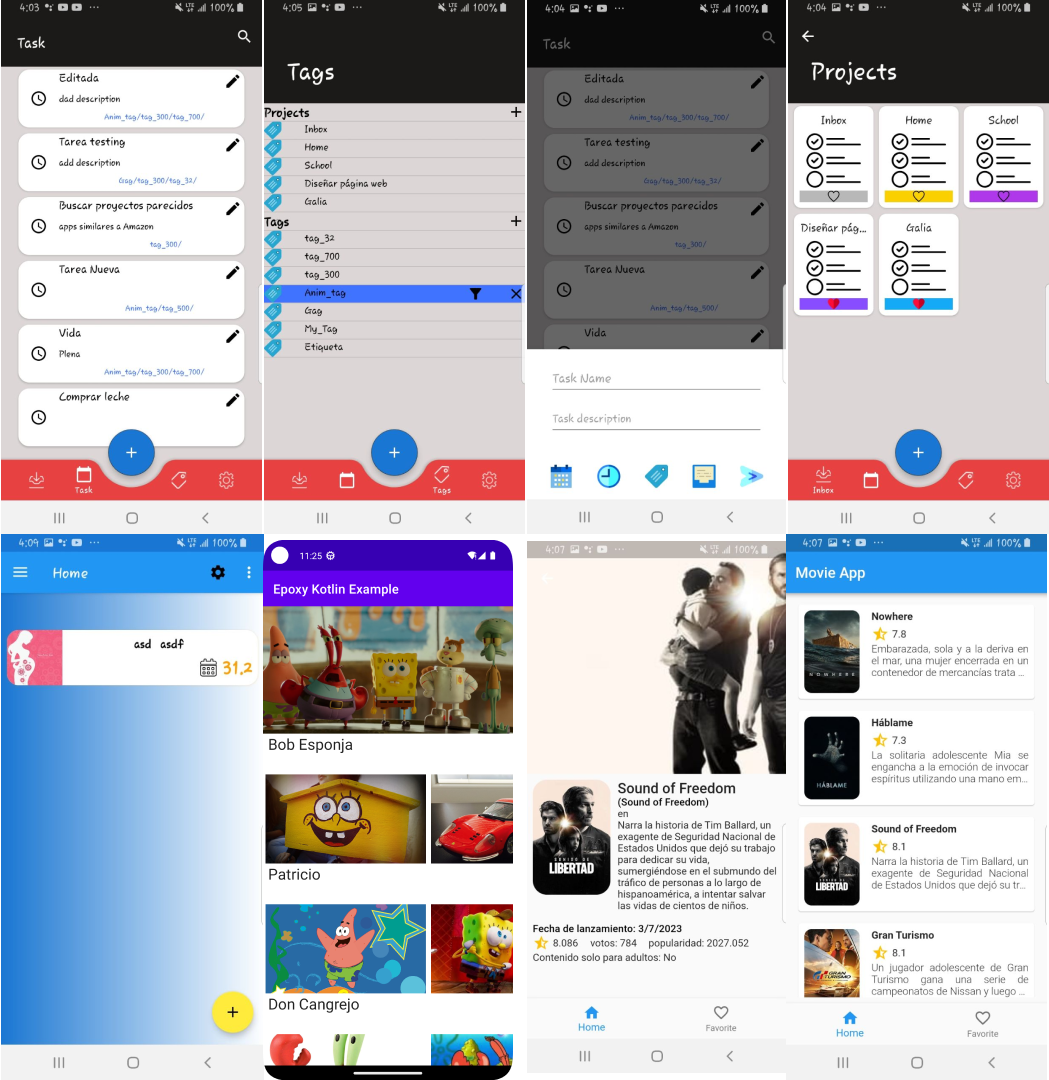 4:03
100%
Task
Editada
dad description
Anim_tag/tag_300/tag_700/
Tarea testing
add description
Gag/tag_300/tag_32/
Buscar proyectos parecidos
apps similares a Amazon
tag_300/
Tarea Nueva
Anim_tag/tag_500/
Vida
Plena
Anim_tag/tag_300/tag_700/
Comprar leche
+
Task
4:05
100%
Tags
Projects +
Inbox
Home
School
Diseñar página web
Galia
Tags +
tag_32
tag_700
tag_300
Anim_tag
Gag
My_Tag
Etiqueta
+
Tags
4:04
100%
Task
Editada
dad description
Anim_tag/tag_300/tag_700/
Tarea testing
add description
Gag/tag_300/tag_32/
Buscar proyectos parecidos
apps similares a Amazon
tag_300/
Tarea Nueva
Anim_tag/tag_500/
Vida
Task Name
Task description
4:04
100%
Projects
Inbox
Home
School
Diseñar pág...
Galia
+
Inbox
4:09
100%
Home
asd asdf
31.2
+
11:25
Epoxy Kotlin Example
Bob Esponja
Patricio
Don Cangrejo
4:07
100%
SONIDO DE
LIBERTAD
Sound of Freedom
(Sound of Freedom)
en
Narra la historia de Tim Ballard, un
exagente de Seguridad Nacional de
Estados Unidos que dejó su trabajo
para dedicar su vida,
sumergiéndose en el submundo del
tráfico de personas a lo largo de
hispanoamérica, a intentar salvar
las vidas de cientos de niños.
Fecha de lanzamiento: 3/7/2023
8.086 votos: 784 popularidad: 2027.052
Contenido solo para adultos: No
Home
Favorite
4:07
100%
Movie App
NOWHERE
Nowhere
7.8
Embarazada, sola y a la deriva en
el mar, una mujer encerrada en un
contenedor de mercancías trata ...
HÁBLAME
Háblame
7.3
La solitaria adolescente Mia se
engancha a la emoción de invocar
espíritus utilizando una mano em...
LIBERTAD
Sound of Freedom
8.1
Narra la historia de Tim Ballard, un
exagente de Seguridad Nacional
de Estados Unidos que dejó su tr...
GRAN
TURISMO
Gran Turismo
8.1
Un jugador adolescente de Gran
Turismo gana una serie de
campeonatos de Nissan y luego ...
Home
Favorite